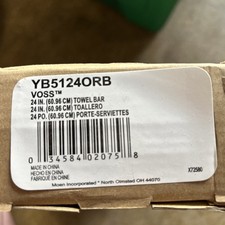 YB5124ORB
VOSS™
24 IN. (60.96 CM) TOWEL BAR
24 IN. (60.96 CM) TOALLERO
24 PO. (60.96 CM) PORTE-SERVIETTES
0 34584 02075 8
MADE IN CHINA
HECHO EN CHINA
FABRIQUÉ EN CHINE
X72580
Moen Incorporated * North Olmsted OH 44070